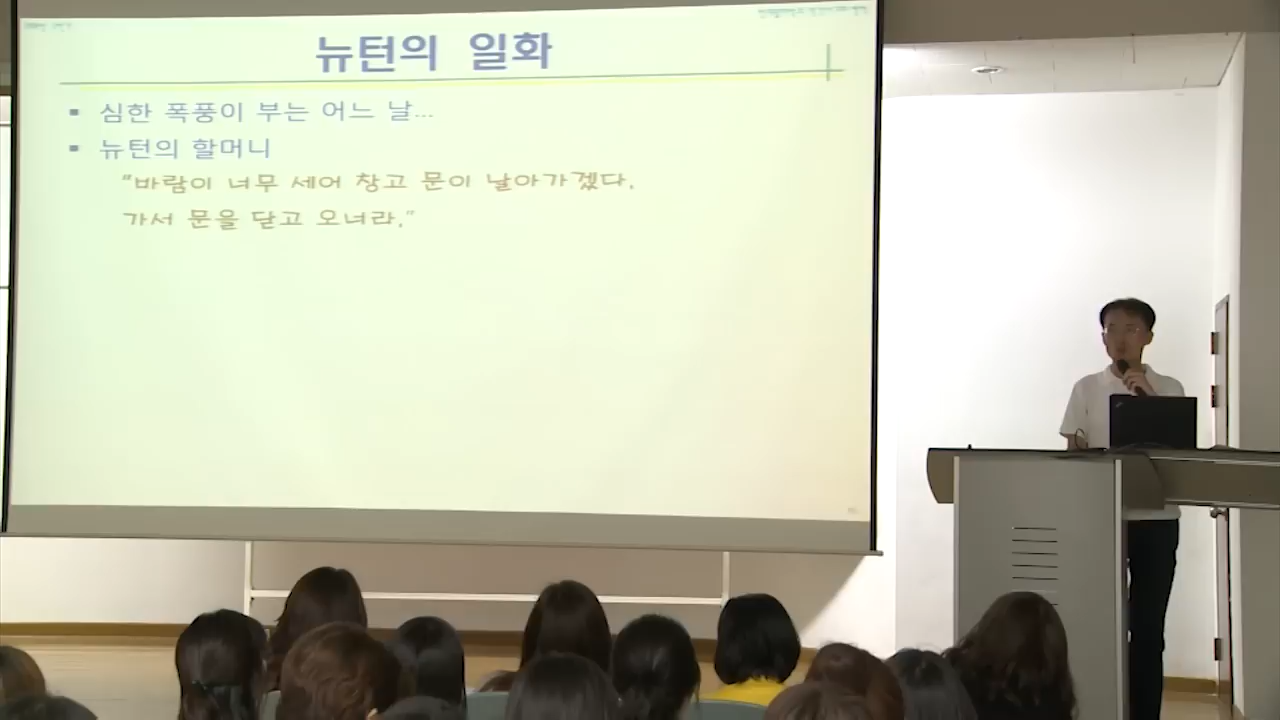 뉴턴의 일화
심한 폭풍이 부는 어느 날...
뉴턴의 할머니
"바람이 너무 세어 창고 문이 날아가겠다.
가서 문을 닫고 오너라."